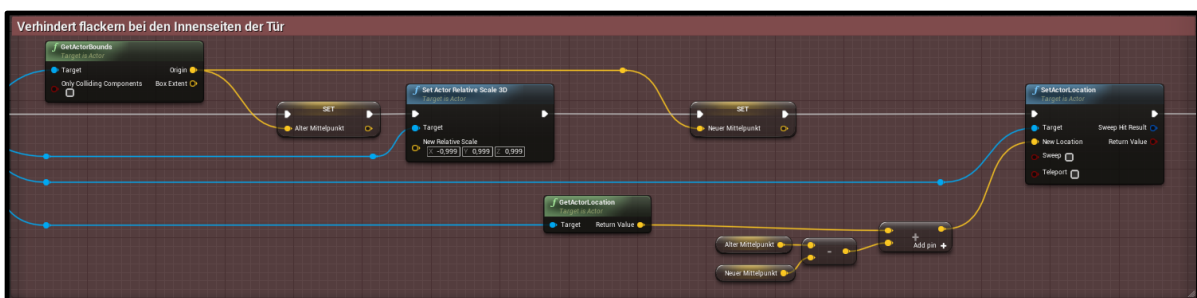 Verhindert flackern bei den Innenseiten der Tür
f GetActorBounds
Target is Actor
Target Origin
Only Colliding Components Box Extent
SET
Alter Mittelpunkt
f Set Actor Relative Scale 3D
Target is Actor
Target
New Relative Scale
X -0,999 Y 0,999 Z 0,999
SET
Neuer Mittelpunkt
f SetActorLocation
Target is Actor
Target Sweep Hit Result
New Location Return Value
Sweep
Teleport
f GetActorLocation
Target is Actor
Target Return Value
Alter Mittelpunkt
-
Neuer Mittelpunkt
+
Add pin +